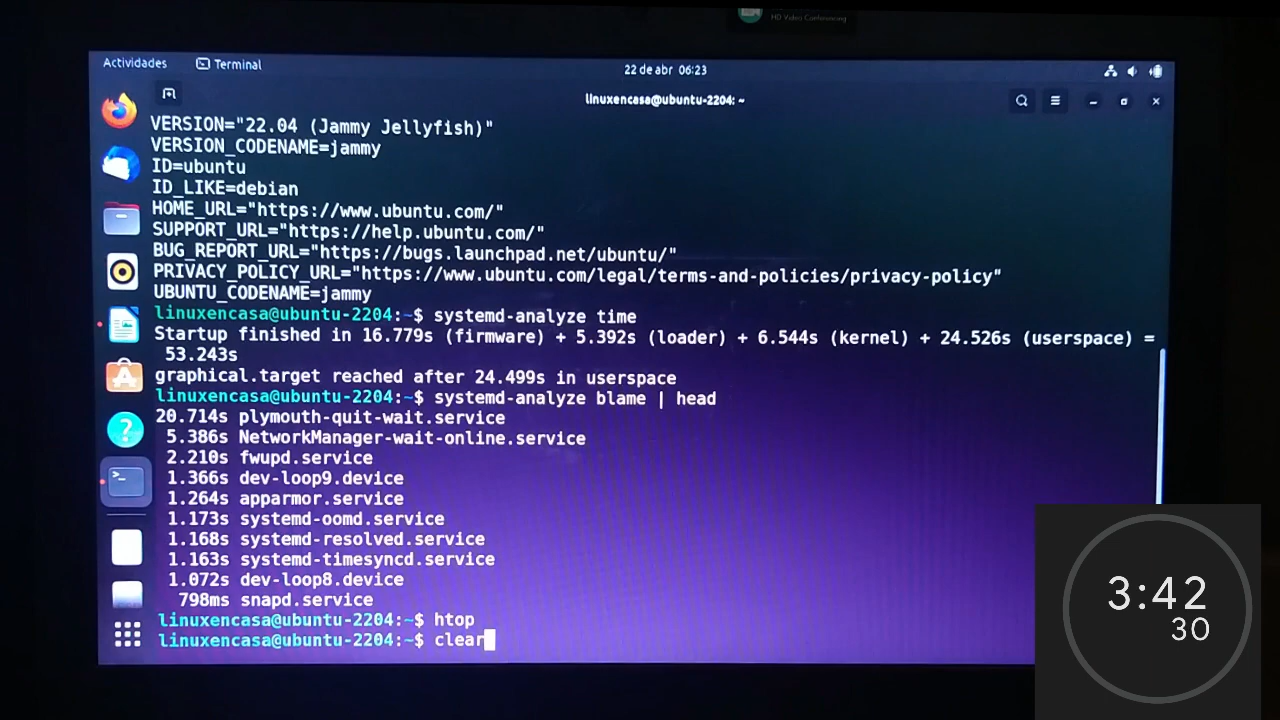 HD Video Conferencing
Actividades
Terminal
22 de abr 06:23
linuxencasa@ubuntu-2204: ~
VERSION="22.04 (Jammy Jellyfish)"
VERSION_CODENAME=jammy
ID=ubuntu
ID_LIKE=debian
HOME_URL="https://www.ubuntu.com/"
SUPPORT_URL="https://help.ubuntu.com/"
BUG_REPORT_URL="https://bugs.launchpad.net/ubuntu/"
PRIVACY_POLICY_URL="https://www.ubuntu.com/legal/terms-and-policies/privacy-policy"
UBUNTU_CODENAME=jammy
linuxencasa@ubuntu-2204:~$ systemd-analyze time
Startup finished in 16.779s (firmware) + 5.392s (loader) + 6.544s (kernel) + 24.526s (userspace) =
53.243s
graphical.target reached after 24.499s in userspace
linuxencasa@ubuntu-2204:~$ systemd-analyze blame | head
20.714s plymouth-quit-wait.service
5.386s NetworkManager-wait-online.service
2.210s fwupd.service
1.366s dev-loop9.device
1.264s apparmor.service
1.173s systemd-oomd.service
1.168s systemd-resolved.service
1.163s systemd-timesyncd.service
1.072s dev-loop8.device
798ms snapd.service
linuxencasa@ubuntu-2204:~$ htop
linuxencasa@ubuntu-2204:~$ clear
3:42
30